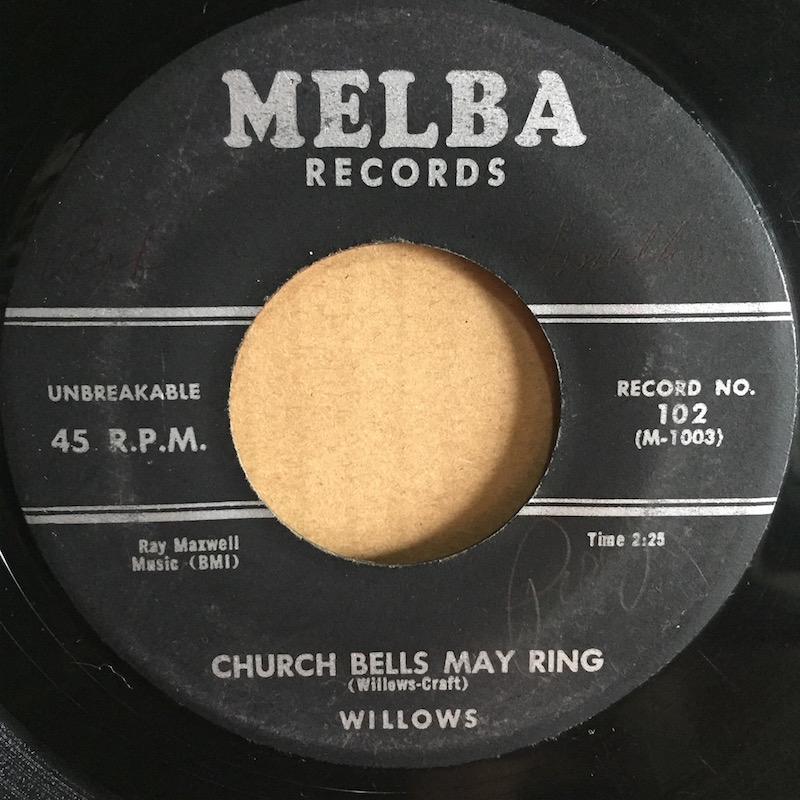 MELBA
RECORDS
UNBREAKABLE
45 R.P.M.
RECORD NO.
102
(M-1003)
Ray Maxwell
Music (BMI)
Time 2:25
CHURCH BELLS MAY RING
(Willows-Craft)
WILLOWS